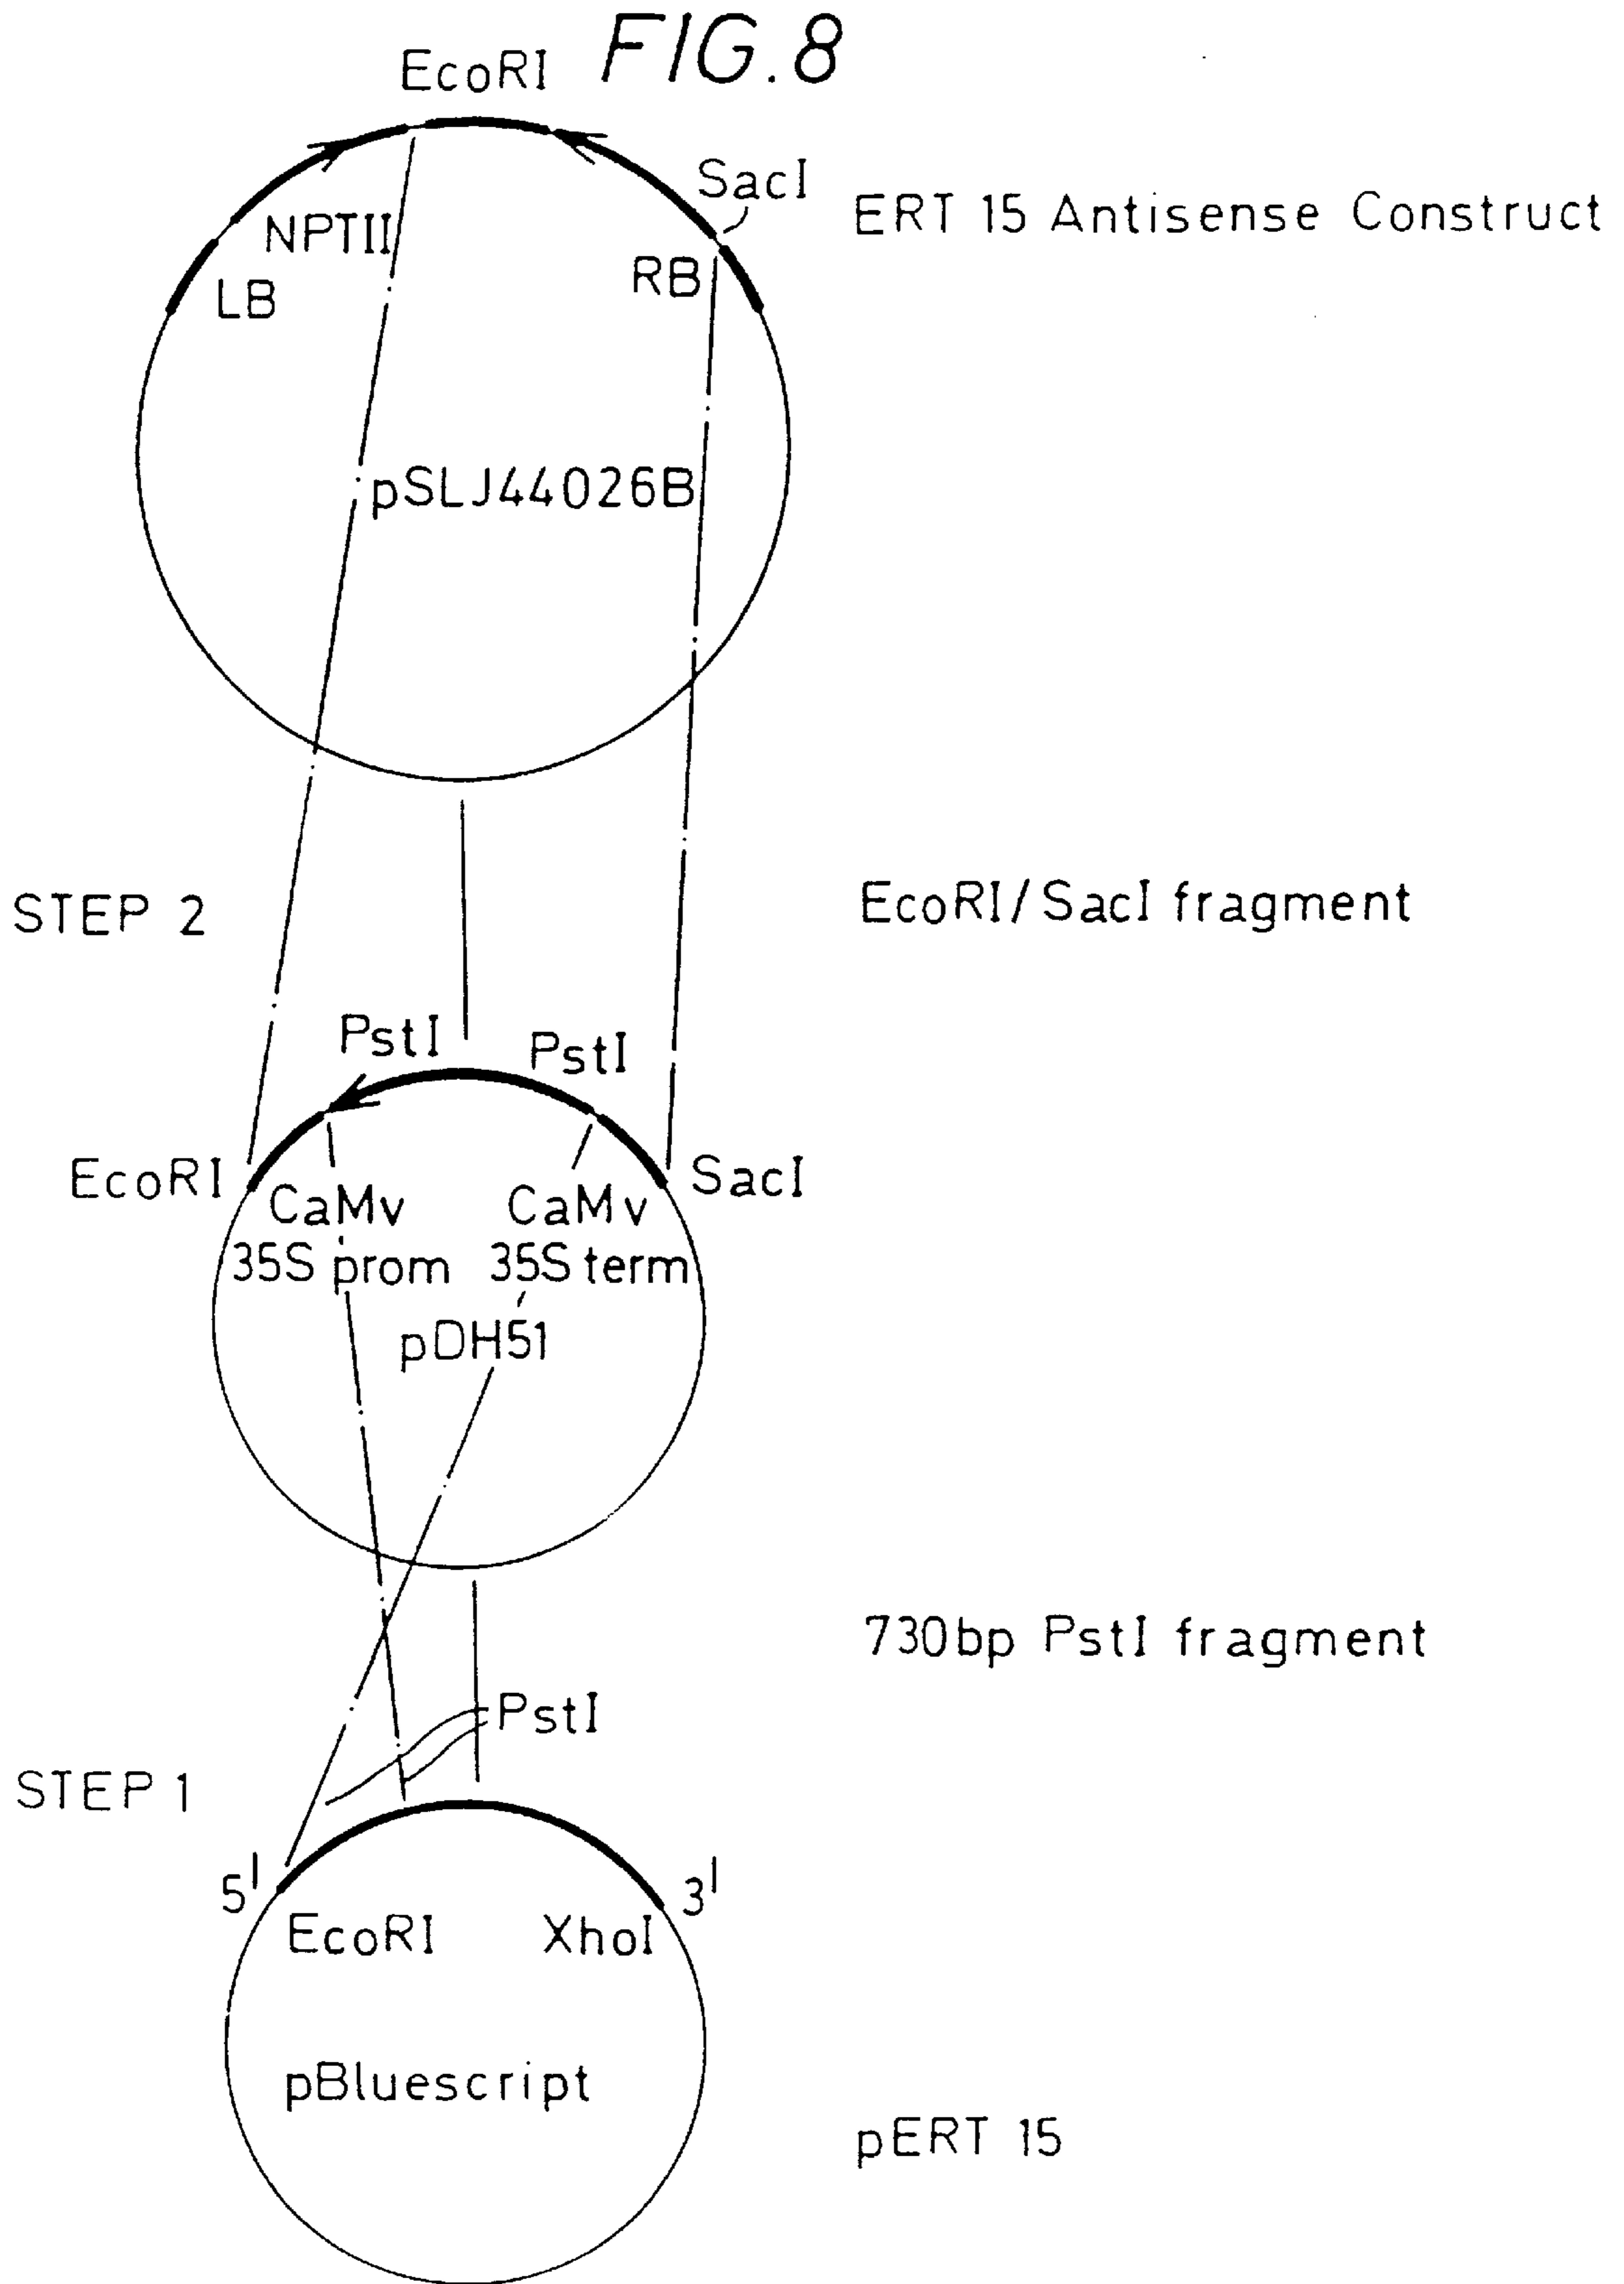 FIG.8
EcoRI
SacI
ERT 15 Antisense Construct
NPTII
RB
LB
pSLJ44026B
STEP 2
EcoRI/SacI fragment
PstI
PstI
EcoRI
SacI
CaMv
35S prom
CaMv
35S term
pDH51
730bp PstI fragment
PstI
STEP 1
5'
3'
EcoRI
XhoI
pBluescript
pERT 15